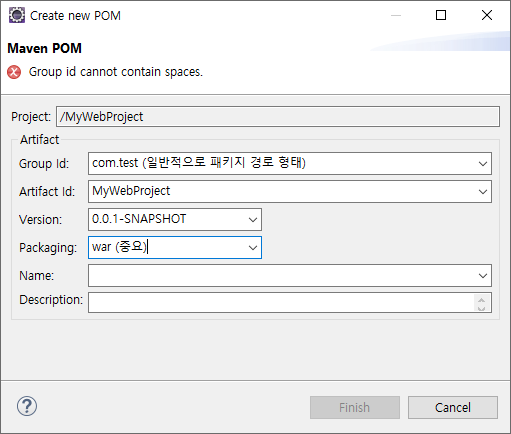 Create new POM
Maven POM
Group id cannot contain spaces.
Project: /MyWebProject
Artifact
Group Id: com.test (일반적으로 패키지 경로 형태)
Artifact Id: MyWebProject
Version: 0.0.1-SNAPSHOT
Packaging: war (중요)
Name:
Description:
? Finish Cancel